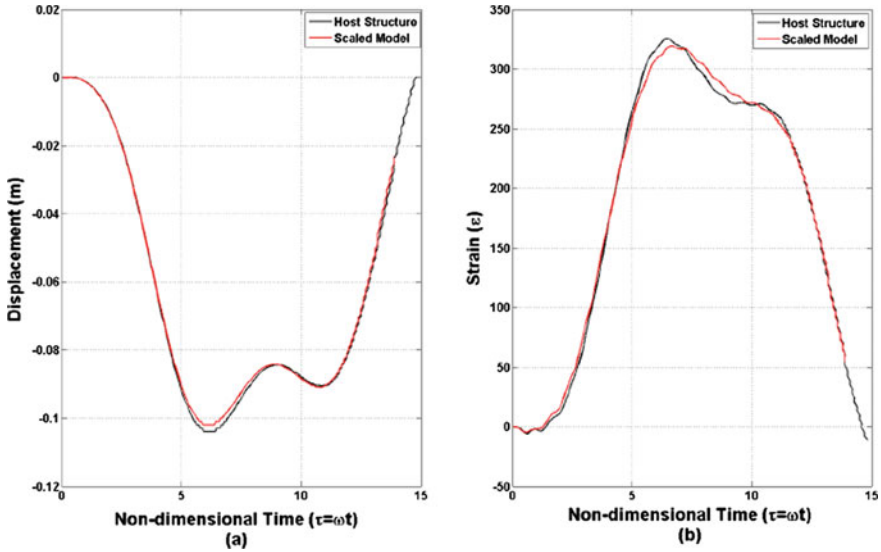 0.02
0
-0.02
-0.04
-0.06
-0.08
-0.1
-0.12
0
5
10
15
Displacement (m)
Non-dimensional Time (τ=ωt)
(a)
Host Structure
Scaled Model
350
300
250
200
150
100
50
0
-50
0
5
10
15
Strain (ε)
Non-dimensional Time (τ=ωt)
(b)
Host Structure
Scaled Model